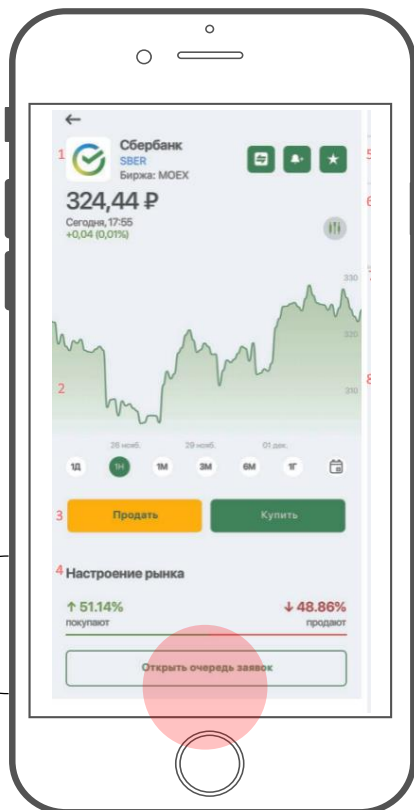 1
Сбербанк
SBER
Биржа: MOEX
5
324,44 ₽
6
Сегодня, 17:55
+0,04 (0,01%)
330
7
320
2
8
310
28 нояб.
29 нояб.
01 дек.
1Д
1Н
1М
3М
6М
1Г
3
Продать
Купить
4
Настроение рынка
↑ 51.14%
↓ 48.86%
покупают
продают
Открыть очередь заявок